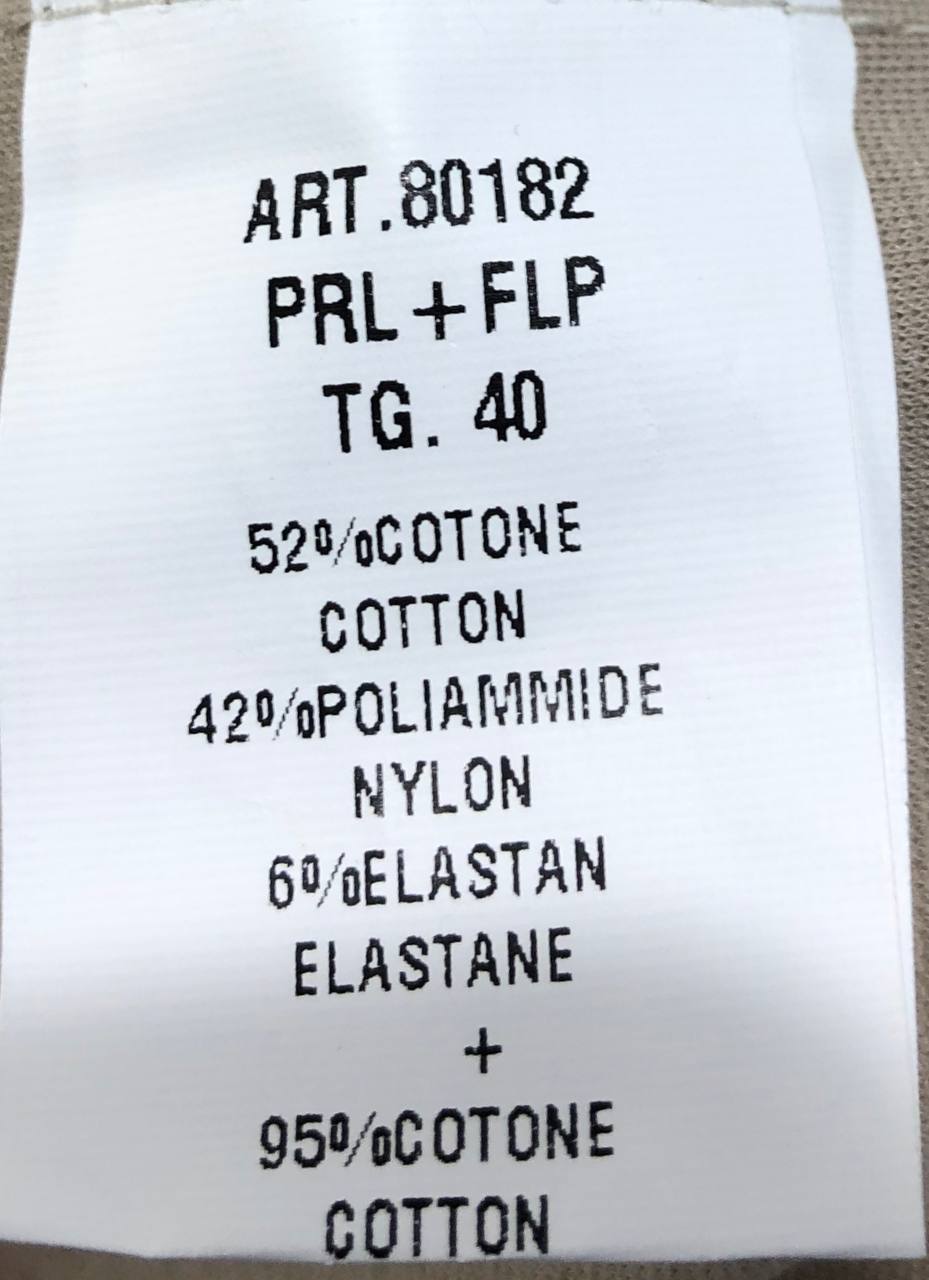 ART.80182
PRL+FLP
TG. 40
52%COTONE
COTTON
42%POLIAMMIDE
NYLON
6%ELASTAN
ELASTANE
+
95%COTONE
COTTON